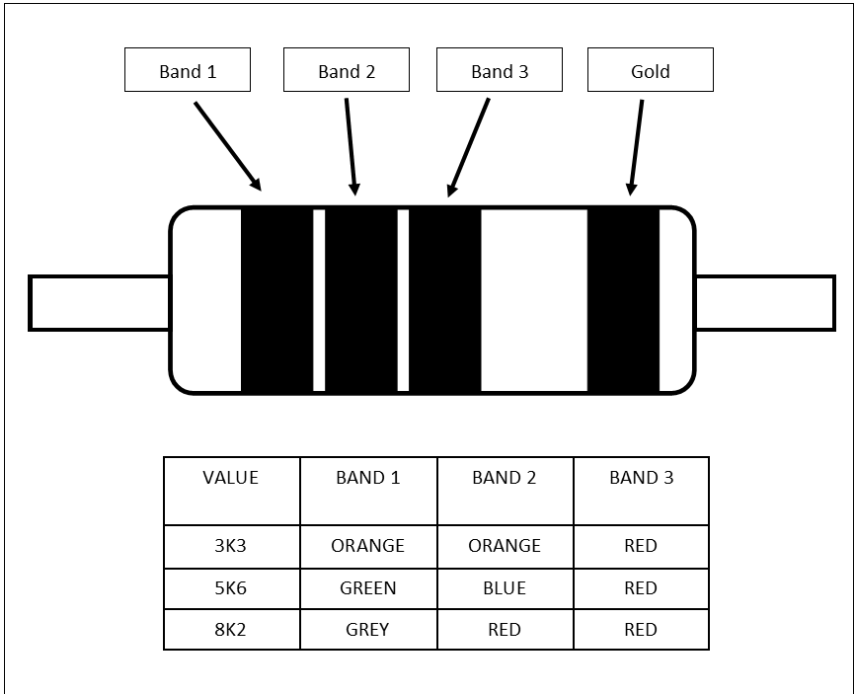 Band 1 Band 2 Band 3 Gold
VALUE BAND 1 BAND 2 BAND 3
3K3 ORANGE ORANGE RED
5K6 GREEN BLUE RED
8K2 GREY RED RED